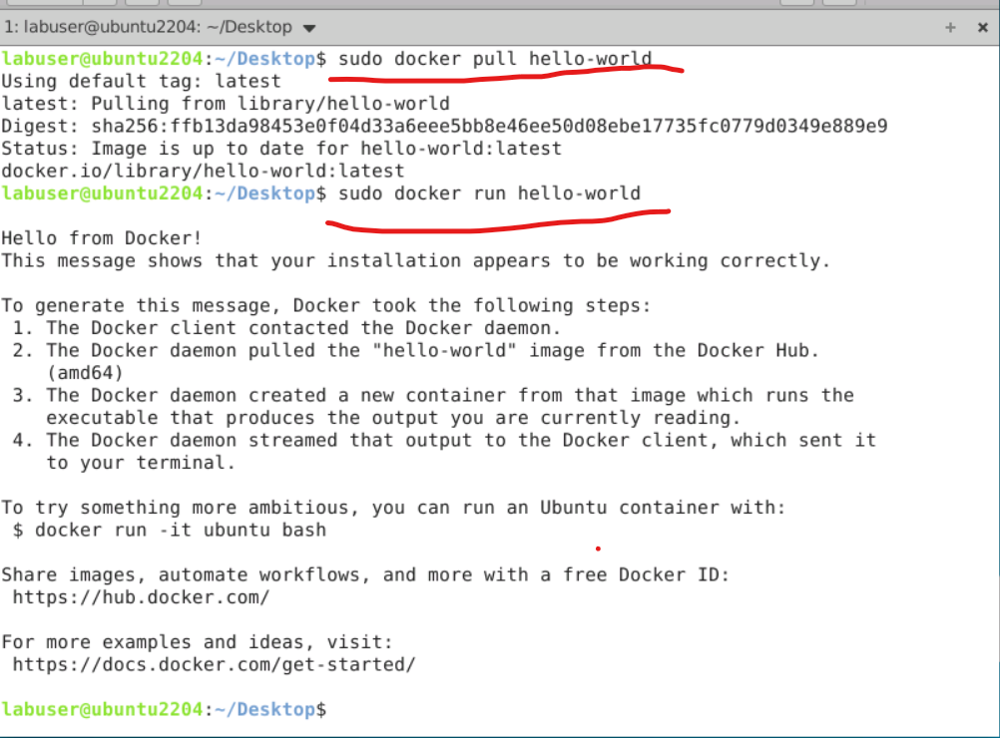 1: labuser@ubuntu2204: ~/Desktop
labuser@ubuntu2204:~/Desktop$ sudo docker pull hello-world
Using default tag: latest
latest: Pulling from library/hello-world
Digest: sha256:ffb13da98453e0f04d33a6eee5bb8e46ee50d08ebe17735fc0779d0349e889e9
Status: Image is up to date for hello-world:latest
docker.io/library/hello-world:latest
labuser@ubuntu2204:~/Desktop$ sudo docker run hello-world

Hello from Docker!
This message shows that your installation appears to be working correctly.

To generate this message, Docker took the following steps:
 1. The Docker client contacted the Docker daemon.
 2. The Docker daemon pulled the "hello-world" image from the Docker Hub.
    (amd64)
 3. The Docker daemon created a new container from that image which runs the
    executable that produces the output you are currently reading.
 4. The Docker daemon streamed that output to the Docker client, which sent it
    to your terminal.

To try something more ambitious, you can run an Ubuntu container with:
 $ docker run -it ubuntu bash

Share images, automate workflows, and more with a free Docker ID:
 https://hub.docker.com/

For more examples and ideas, visit:
 https://docs.docker.com/get-started/

labuser@ubuntu2204:~/Desktop$